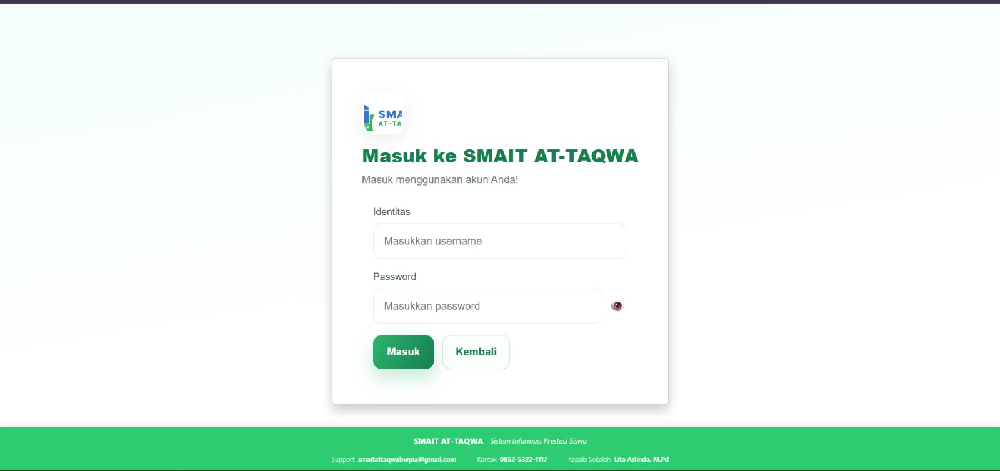 SMA
AT-TA
Masuk ke SMAIT AT-TAQWA
Masuk menggunakan akun Anda!
Identitas
Masukkan username
Password
Masukkan password
Masuk Kembali
SMAIT AT-TAQWA Sistem Informasi Prestasi Siswa
Support smaitattaqwabwpia@gmail.com Kontak 0852-5322-1117 Kepala Sekolah Lita Aslinda, M.Pd